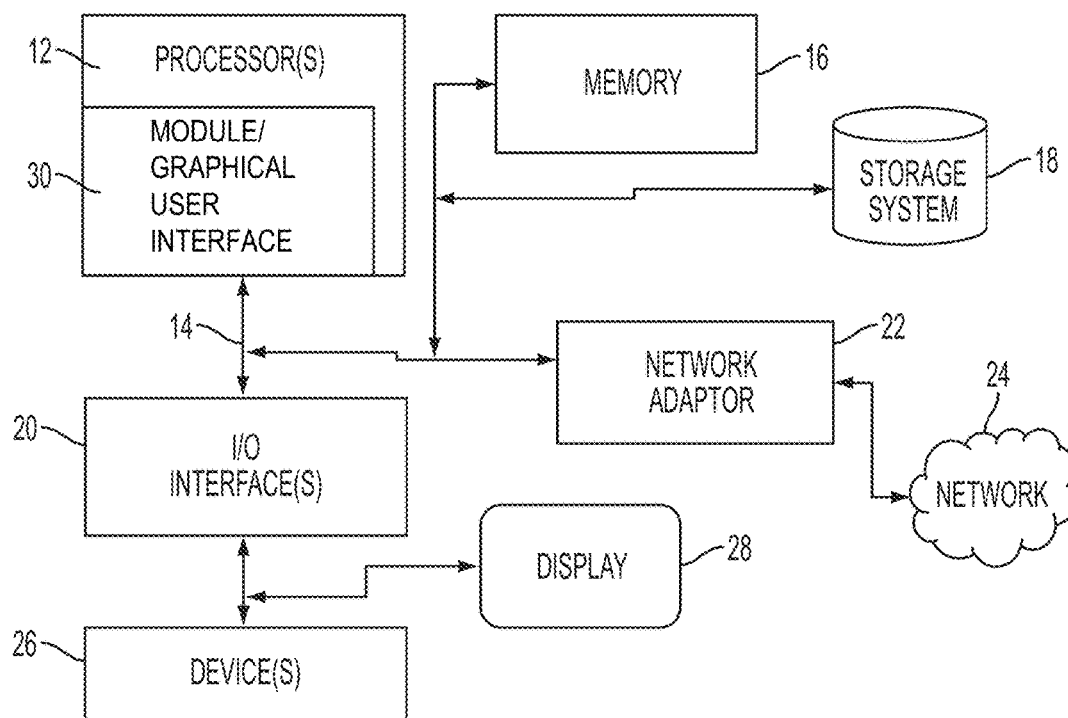 12
PROCESSOR(S)
30
MODULE/
GRAPHICAL
USER
INTERFACE
MEMORY
16
STORAGE
SYSTEM
18
14
NETWORK
ADAPTOR
22
24
NETWORK
20
I/O
INTERFACE(S)
DISPLAY
28
26
DEVICE(S)